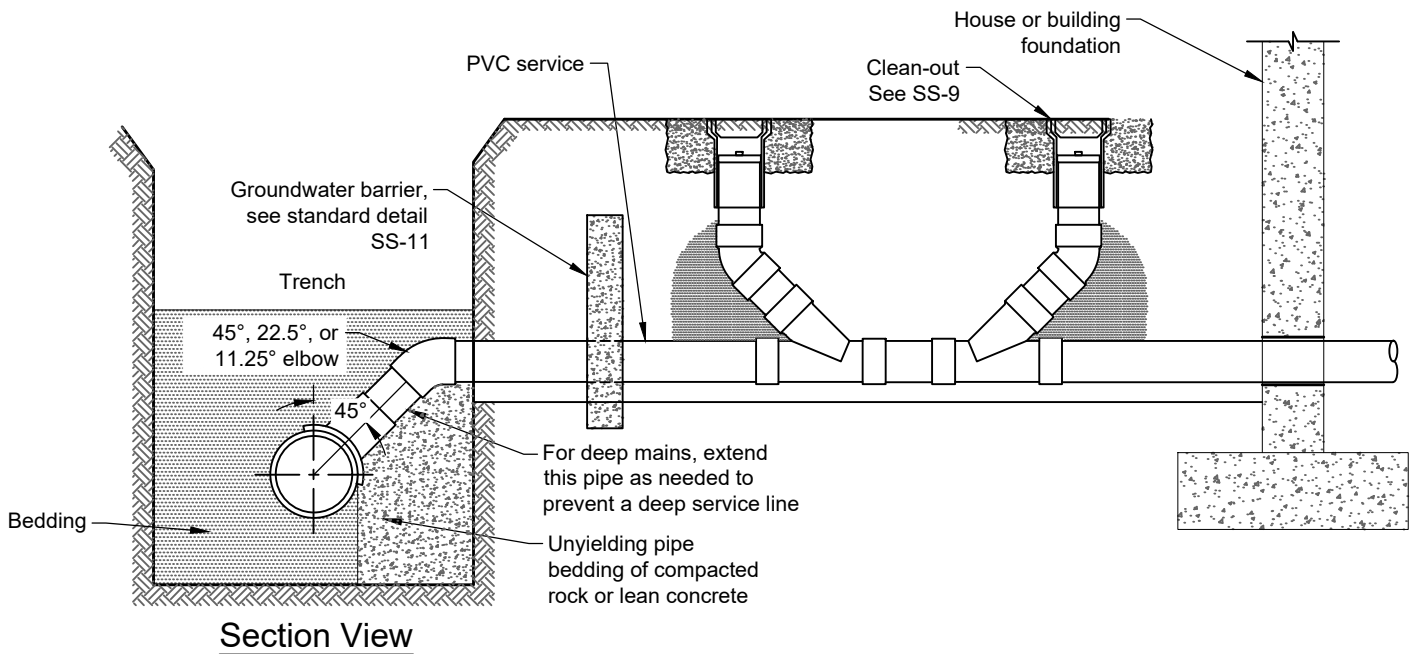 House or building
foundation
PVC service
Clean-out
See SS-9
Groundwater barrier,
see standard detail
SS-11
Trench
45°, 22.5°, or
11.25° elbow
45°
For deep mains, extend
this pipe as needed to
prevent a deep service line
Bedding
Unyielding pipe
bedding of compacted
rock or lean concrete
Section View